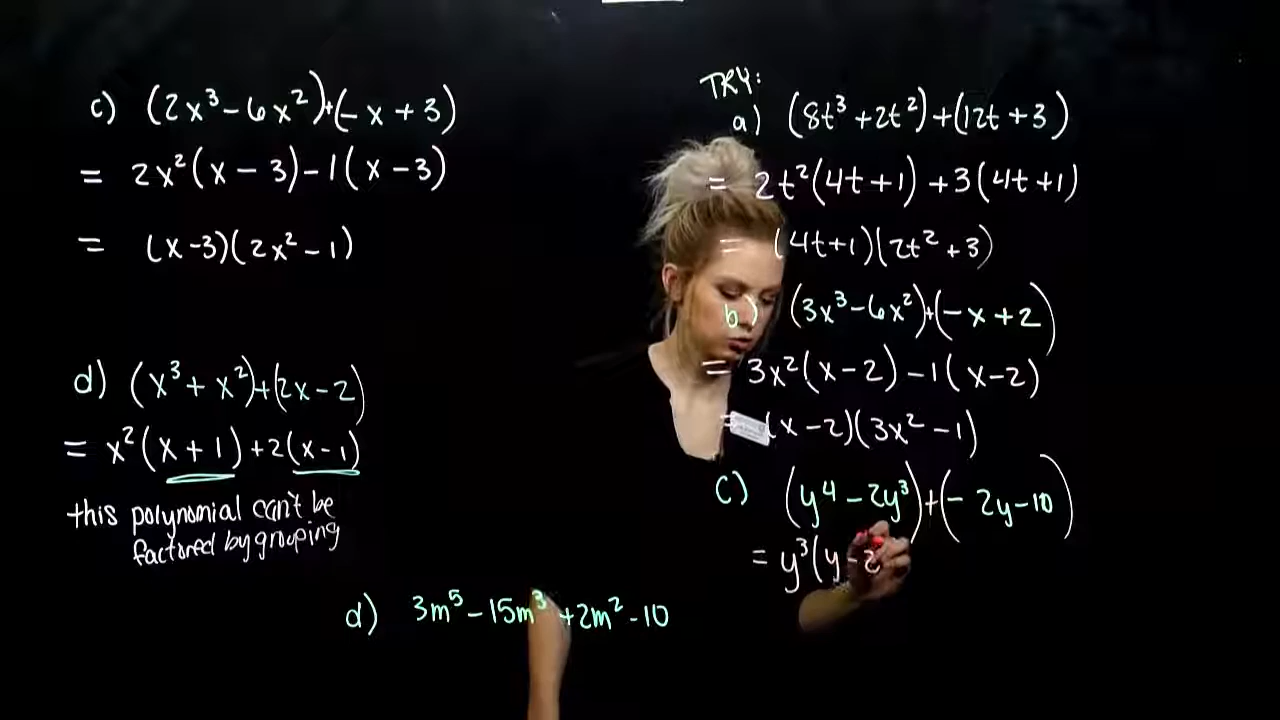 c) (2x³ - 6x²)+(-x + 3)
= 2x²(x - 3) - 1(x - 3)
= (x - 3)(2x² - 1)
d) (x³ + x²)+(2x - 2)
= x²(x + 1) + 2(x - 1)
this polynomial can't be
factored by grouping
TRY:
a) (8t³ + 2t²) + (12t + 3)
= 2t²(4t + 1) + 3(4t + 1)
= (4t + 1)(2t² + 3)
b) (3x³ - 6x²)+(-x + 2)
= 3x²(x - 2) - 1(x - 2)
= (x - 2)(3x² - 1)
c) (y⁴ - 2y³)+(- 2y - 10)
= y³(y - 2
d) 3m⁵ - 15m³ + 2m² - 10